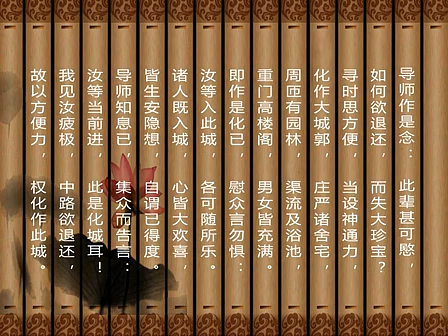 导师作是念：此辈甚可愍，
如何欲退还，而失大珍宝？
寻时思方便，当设神通力，
化作大城郭，庄严诸舍宅，
周匝有园林，渠流及浴池，
重门高楼阁，男女皆充满。
即作是化已，慰众言勿惧：
汝等入此城，各可随所乐。
诸人既入城，心皆大欢喜，
皆生安隐想，自谓已得度。
导师知息已，集众而告言：
汝等当前进，此是化城耳！
我见汝疲极，中路欲退还，
故以方便力，权化作此城。